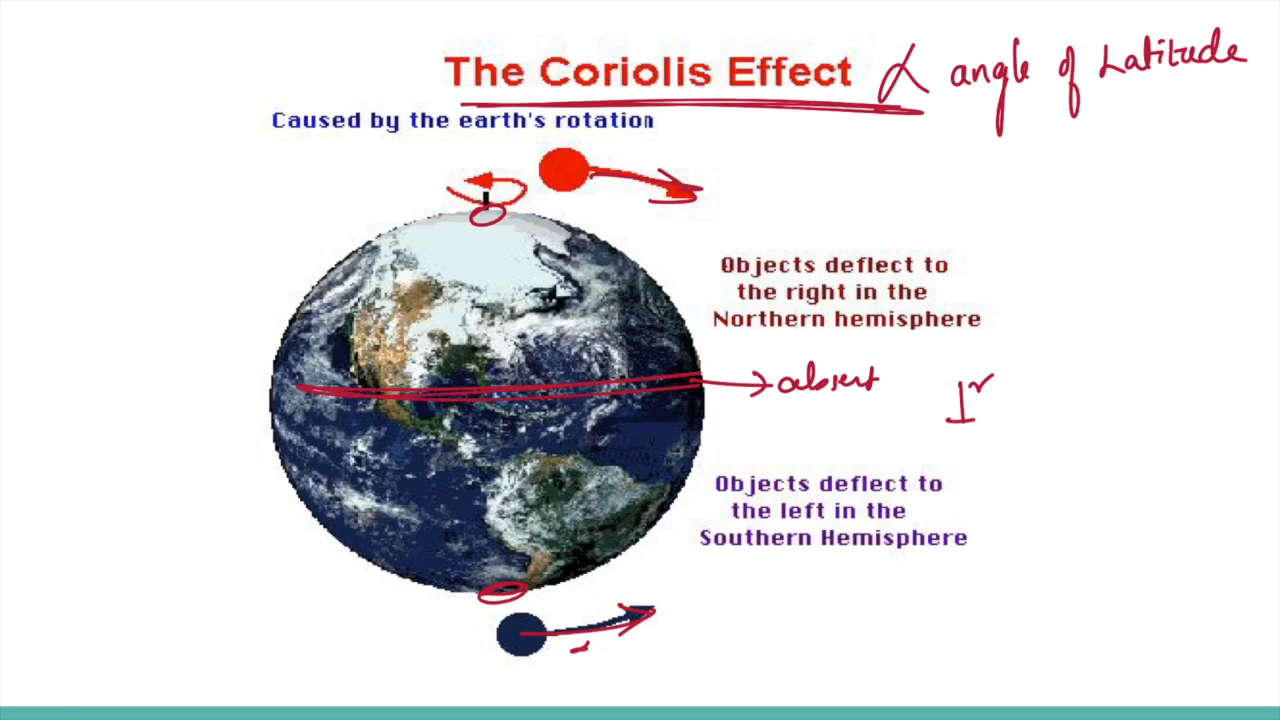 The Coriolis Effect ∝ angle of Latitude
Caused by the earth's rotation
Objects deflect to
the right in the
Northern hemisphere
→ absent ⊥r
Objects deflect to
the left in the
Southern Hemisphere